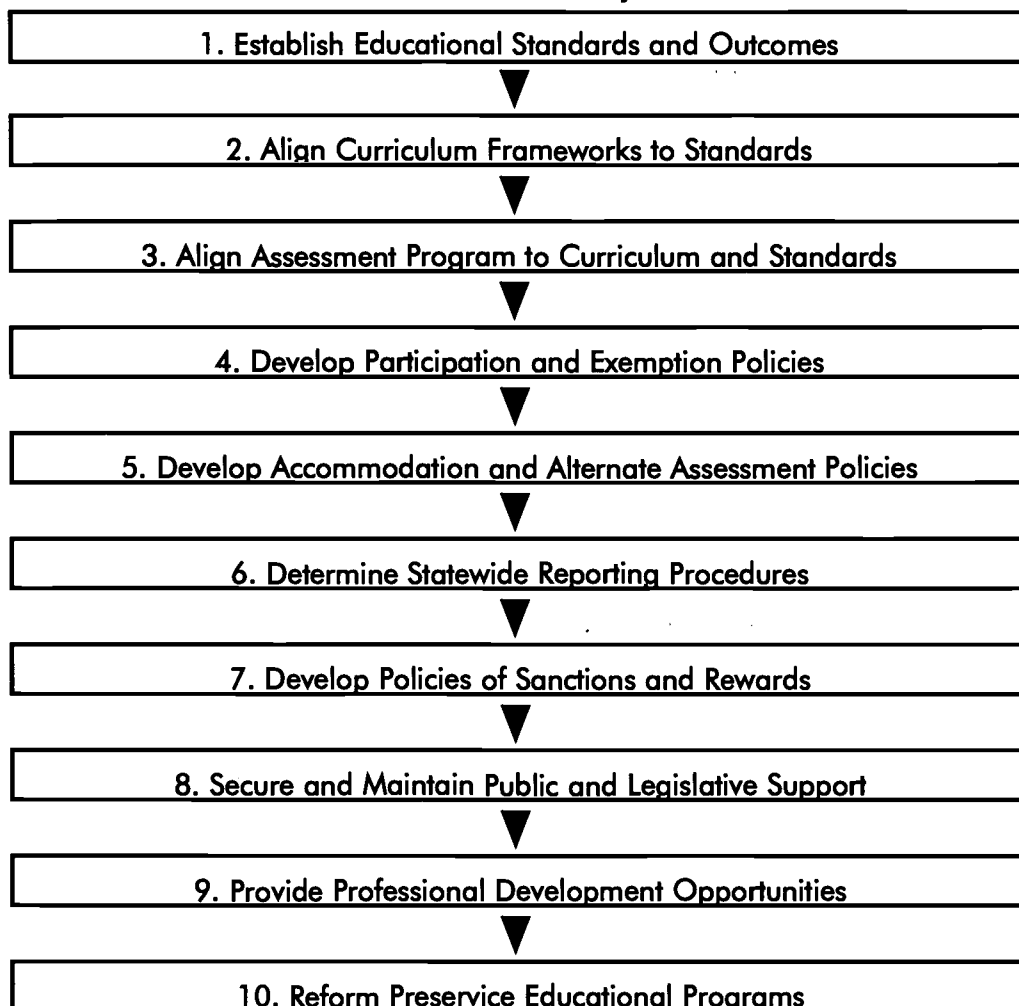 1. Establish Educational Standards and Outcomes
2. Align Curriculum Frameworks to Standards
3. Align Assessment Program to Curriculum and Standards
4. Develop Participation and Exemption Policies
5. Develop Accommodation and Alternate Assessment Policies
6. Determine Statewide Reporting Procedures
7. Develop Policies of Sanctions and Rewards
8. Secure and Maintain Public and Legislative Support
9. Provide Professional Development Opportunities
10. Reform Preservice Educational Programs